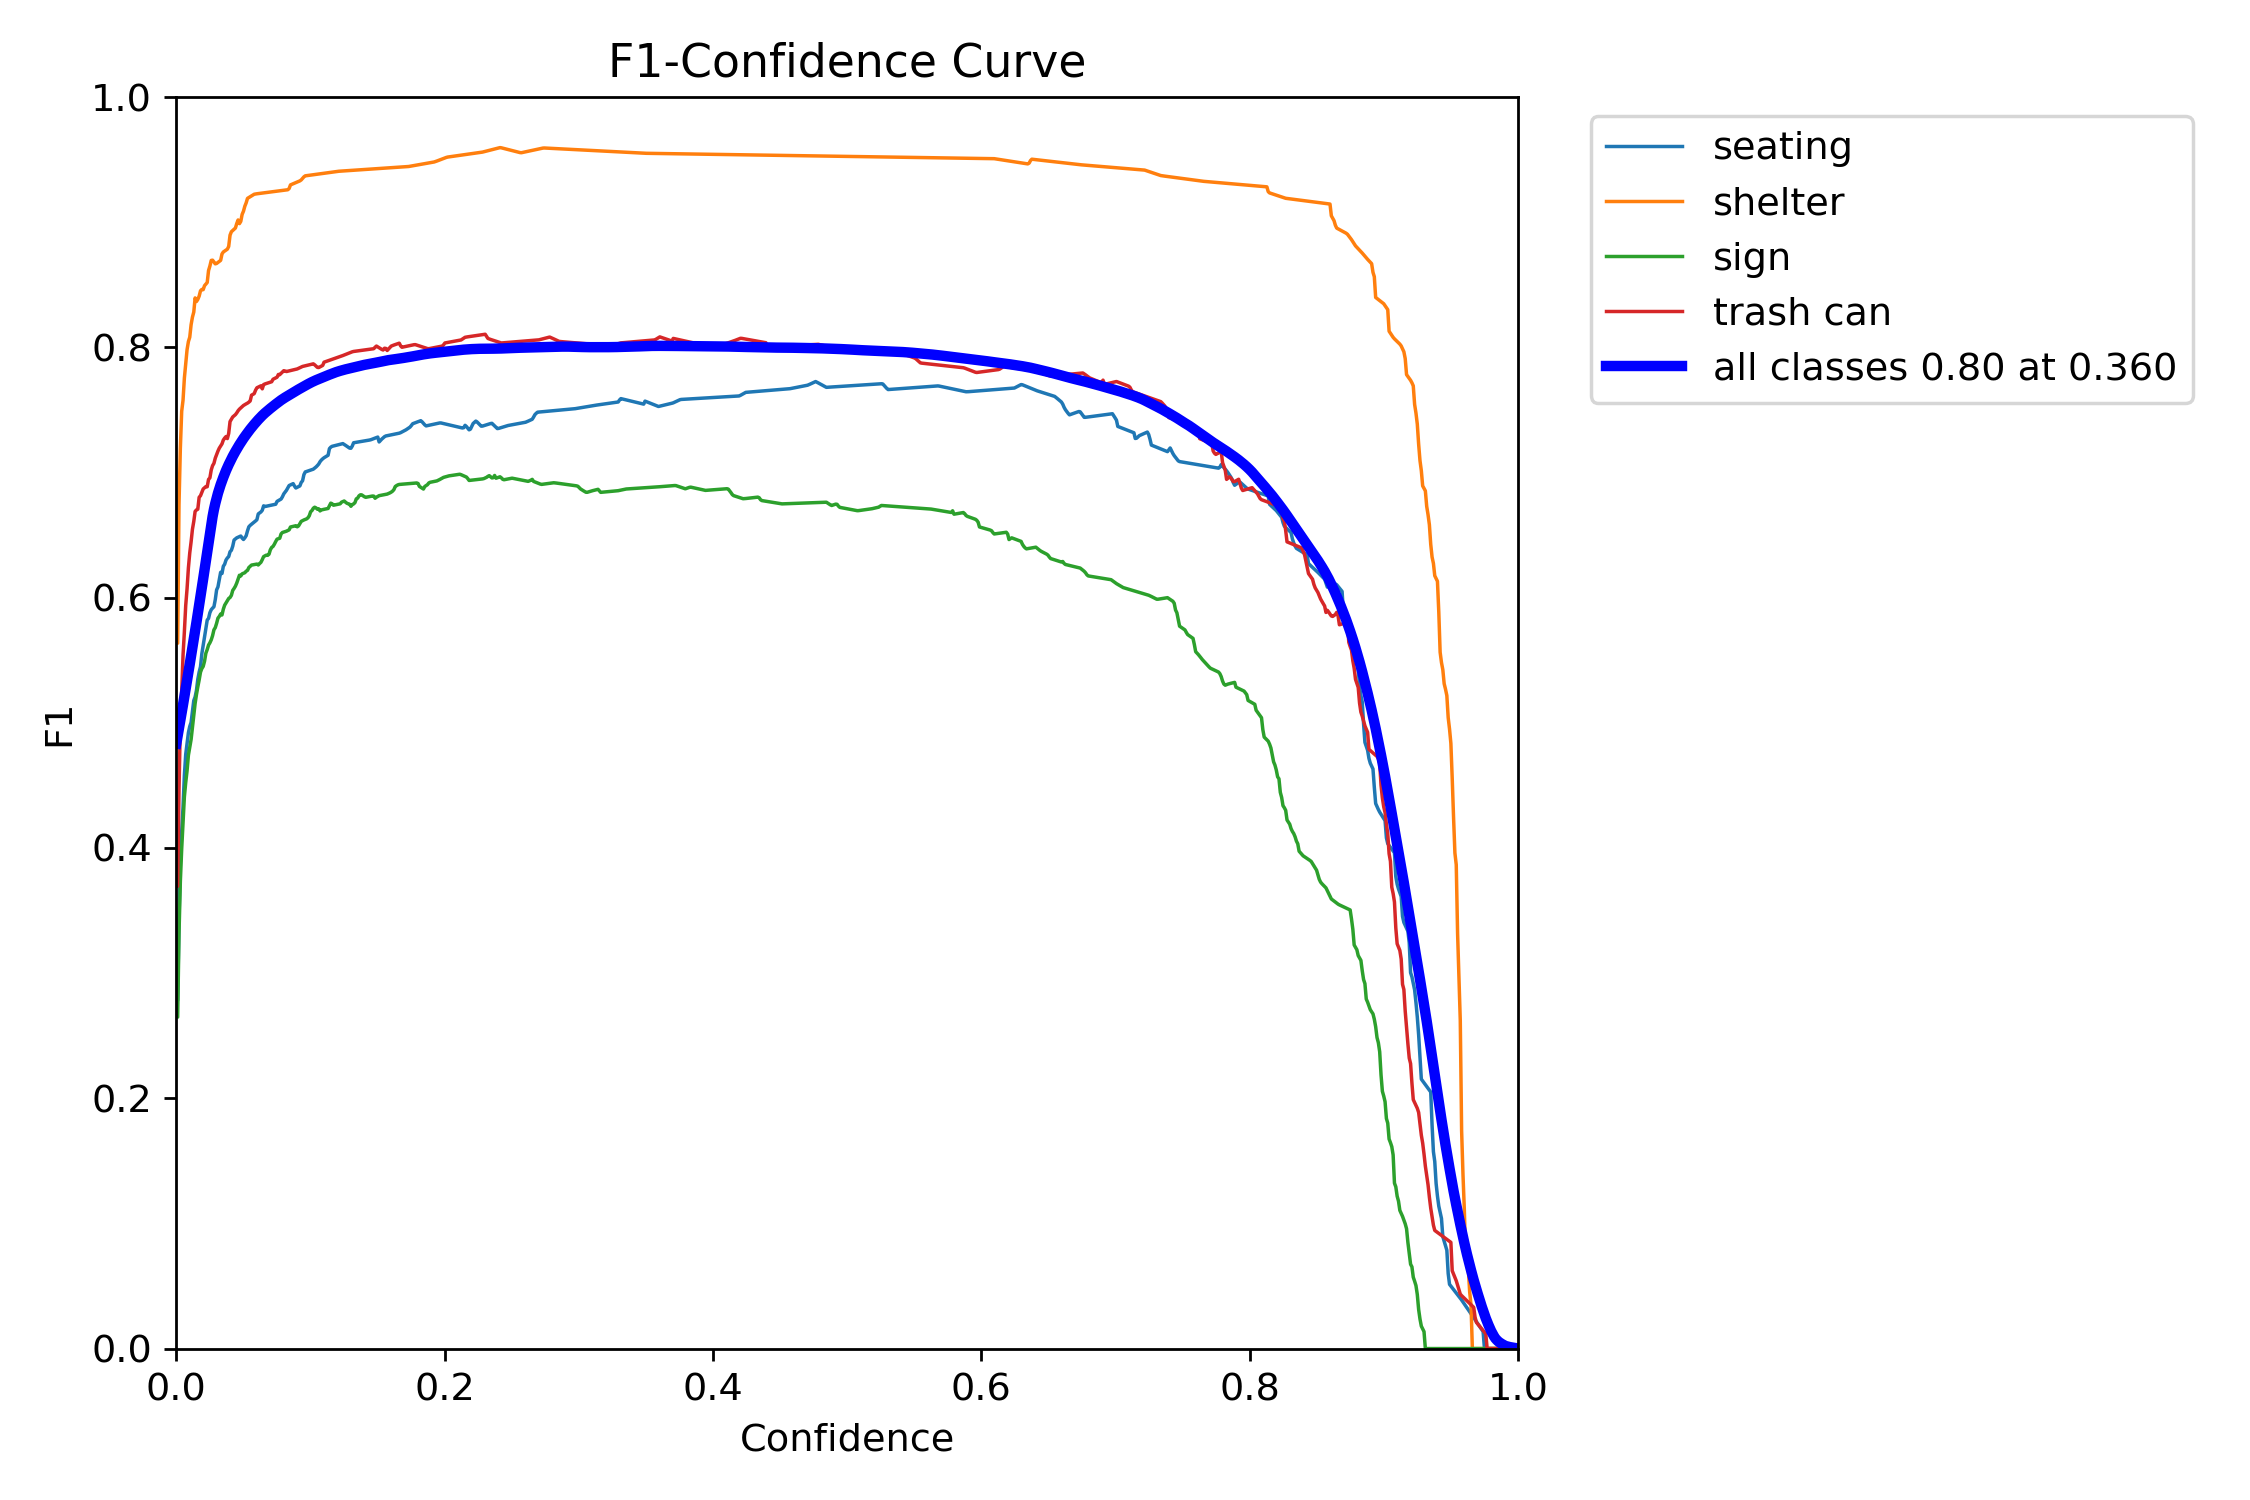 F1-Confidence Curve
1.0
0.8
0.6
0.4
0.2
0.0
F1
0.0 0.2 0.4 0.6 0.8 1.0
Confidence
seating
shelter
sign
trash can
all classes 0.80 at 0.360